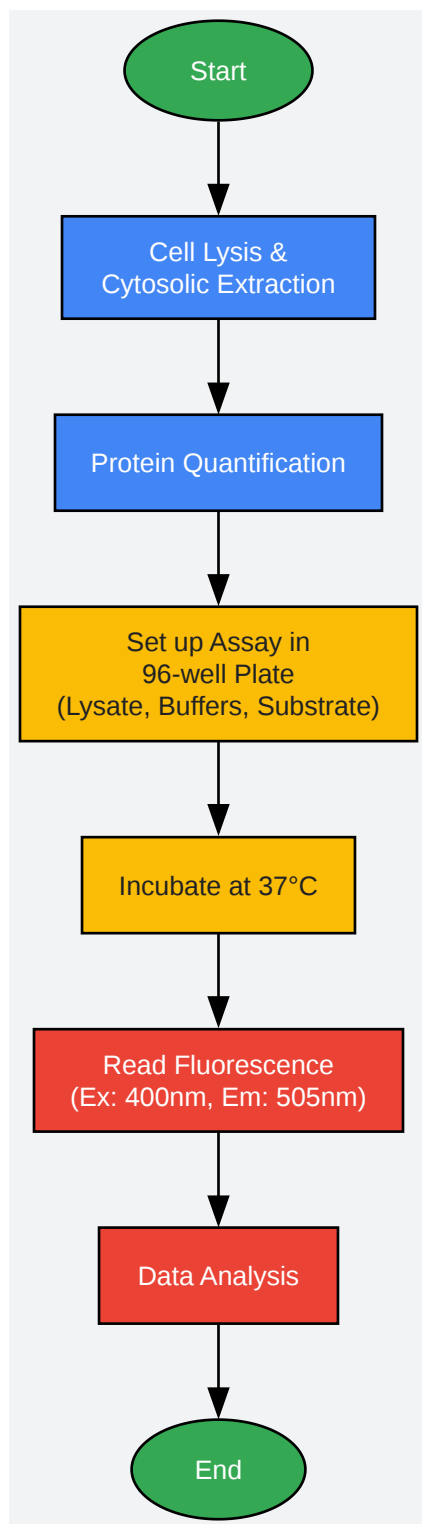 Start
Cell Lysis &
Cytosolic Extraction
Protein Quantification
Set up Assay in
96-well Plate
(Lysate, Buffers, Substrate)
Incubate at 37°C
Read Fluorescence
(Ex: 400nm, Em: 505nm)
Data Analysis
End